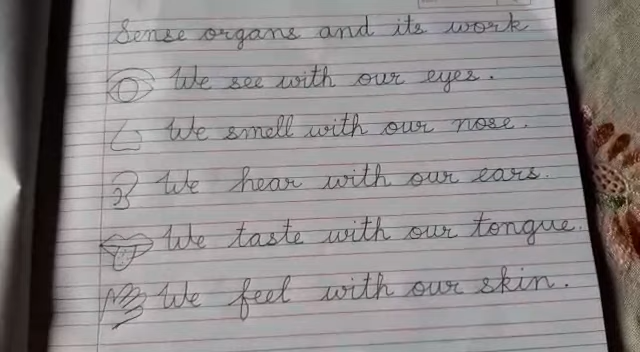 Sense organs and its work
We see with our eyes.
We smell with our nose.
We hear with our ears.
We taste with our tongue.
We feel with our skin.